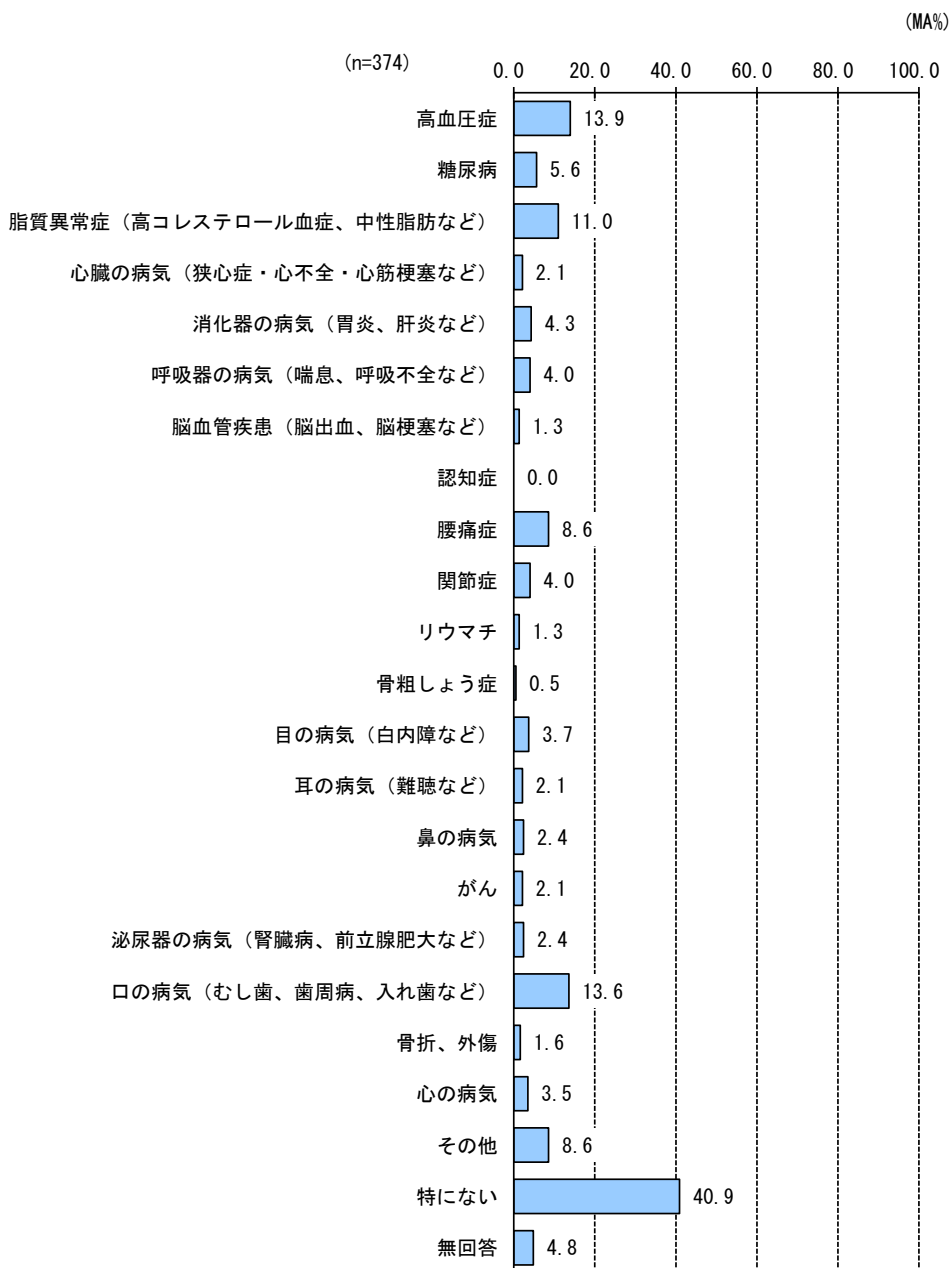 (MA%)
(n=374)
0.0 20.0 40.0 60.0 80.0 100.0
高血圧症 13.9
糖尿病 5.6
脂質異常症（高コレステロール血症、中性脂肪など） 11.0
心臓の病気（狭心症・心不全・心筋梗塞など） 2.1
消化器の病気（胃炎、肝炎など） 4.3
呼吸器の病気（喘息、呼吸不全など） 4.0
脳血管疾患（脳出血、脳梗塞など） 1.3
認知症 0.0
腰痛症 8.6
関節症 4.0
リウマチ 1.3
骨粗しょう症 0.5
目の病気（白内障など） 3.7
耳の病気（難聴など） 2.1
鼻の病気 2.4
がん 2.1
泌尿器の病気（腎臓病、前立腺肥大など） 2.4
口の病気（むし歯、歯周病、入れ歯など） 13.6
骨折、外傷 1.6
心の病気 3.5
その他 8.6
特にない 40.9
無回答 4.8